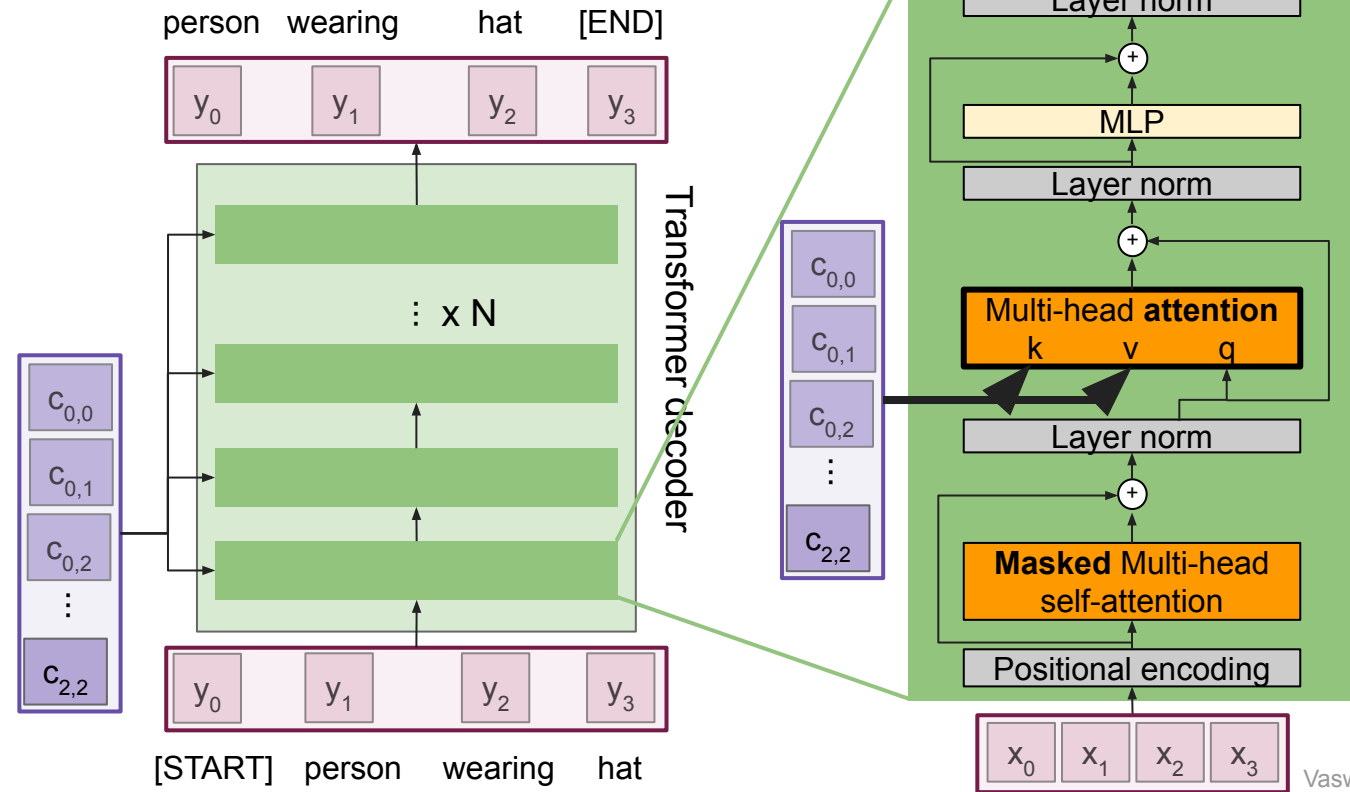 person wearing hat [END]
y0 y1 y2 y3
⋮ x N
Transformer decoder
c0,0
c0,1
c0,2
⋮
c2,2
y0 y1 y2 y3
[START] person wearing hat
Layer norm
+
MLP
Layer norm
+
Multi-head attention
k v q
Layer norm
+
Masked Multi-head
self-attention
Positional encoding
c0,0
c0,1
c0,2
⋮
c2,2
x0 x1 x2 x3